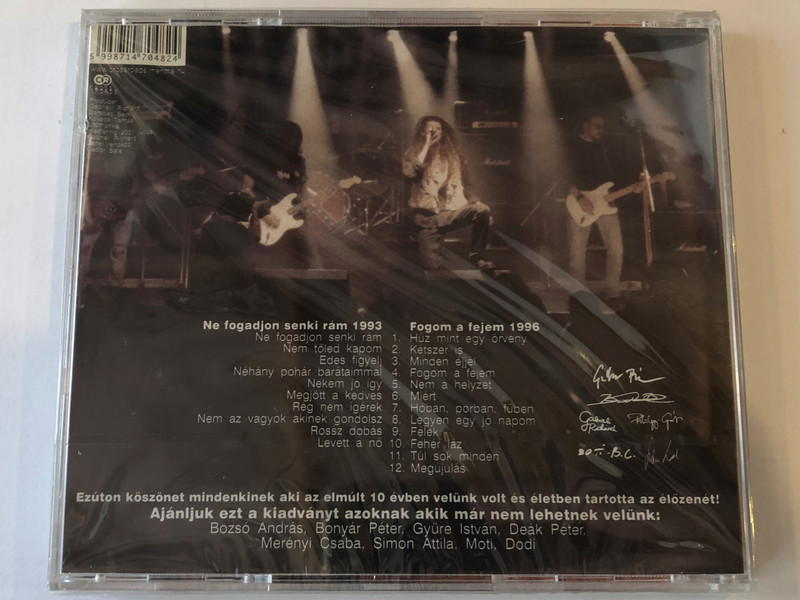 5 998714 704824
CR
Ne fogadjon senki rám 1993
Ne fogadjon senki rám
Nem tőled kapom
Édes figyelj
Néhány pohár barátaimmal
Nekem jó így
Megjött a kedves
Rég nem ígérek
Nem az vagyok akinek gondolsz
Rossz dobás
Levett a nő
Fogom a fejem 1996
1. Húz mint egy örvény
2. Kétszer is
3. Minden éjjel
4. Fogom a fejem
5. Nem a helyzet
6. Miért
7. Hóban, porban, fűben
8. Legyen egy jó napom
9. Félek
10. Fehér láz
11. Túl sok minden
12. Megújulás
Ezúton köszönet mindenkinek aki az elmúlt 10 évben velünk volt és életben tartotta az élőzenét!
Ajánljuk ezt a kiadványt azoknak akik már nem lehetnek velünk:
Bozsó András, Bonyár Péter, Gyüre István, Deák Péter,
Merényi Csaba, Simon Attila, Moti, Dodi